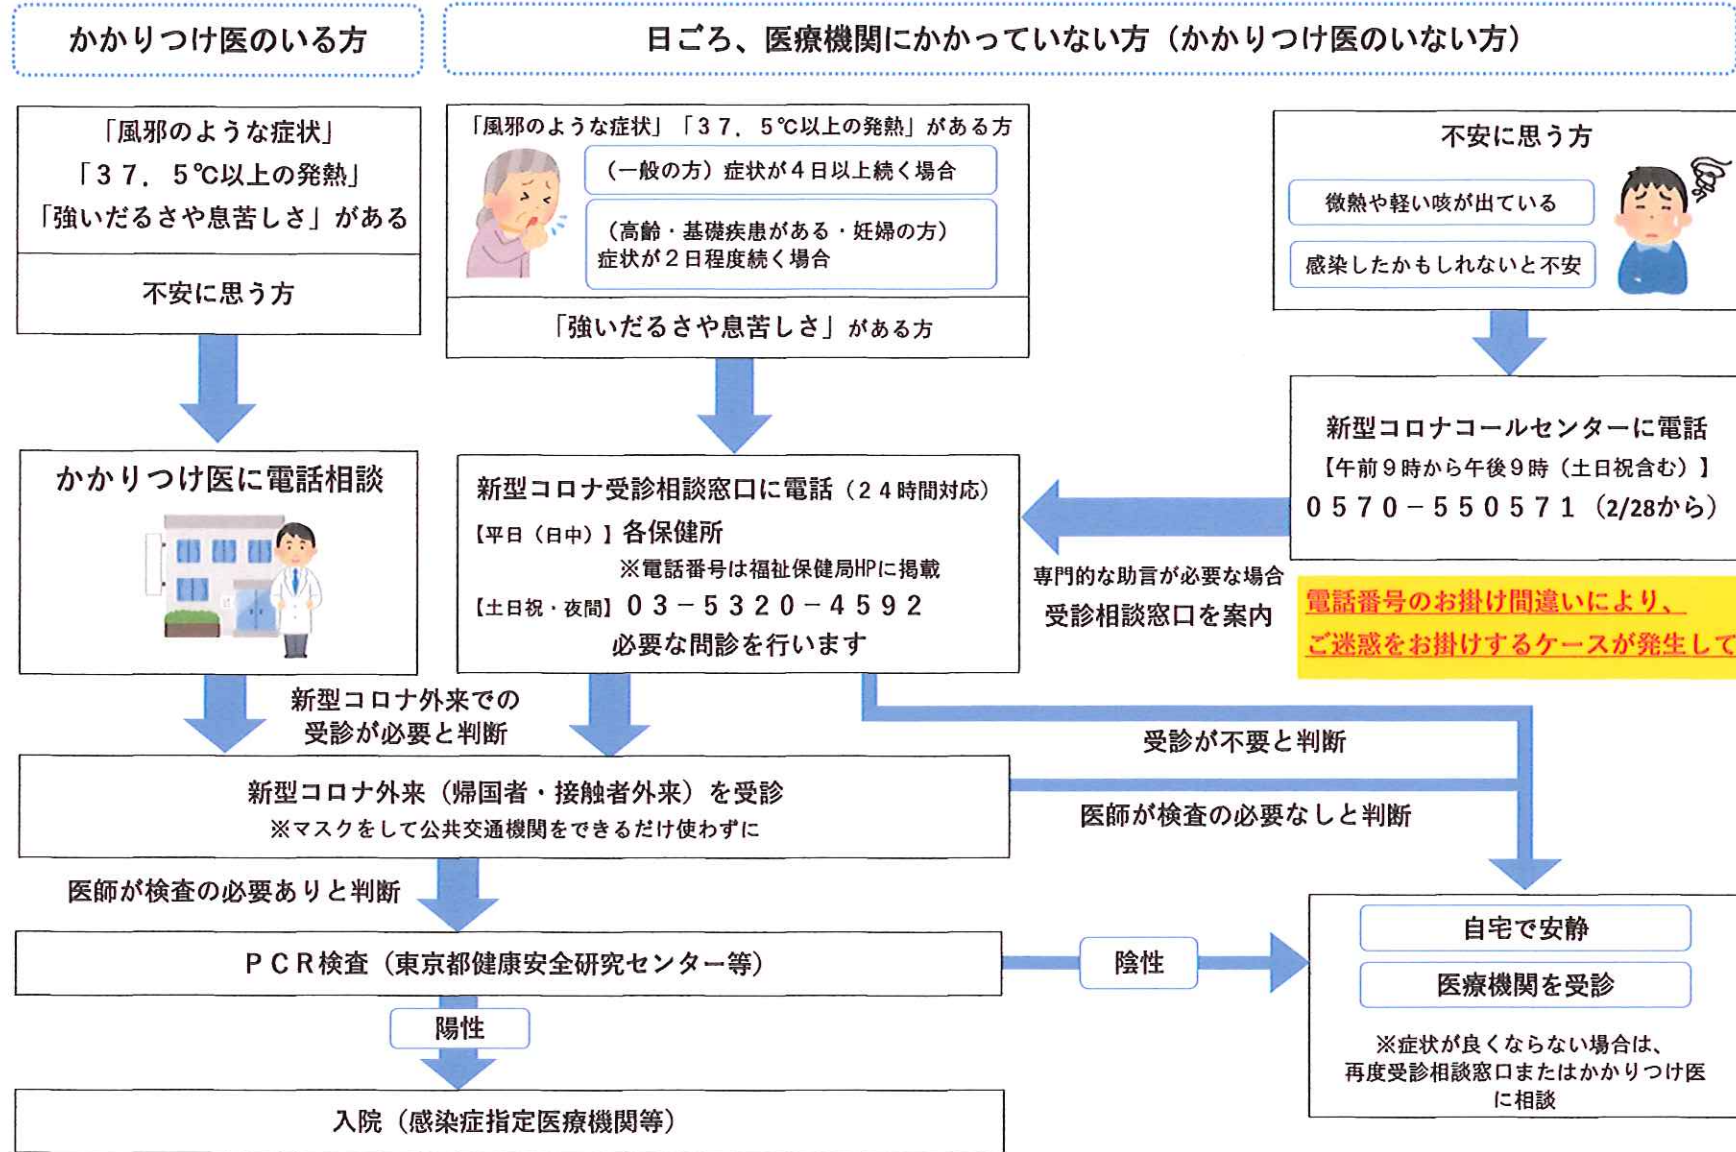 かかりつけ医のいる方
日ごろ、医療機関にかかっていない方（かかりつけ医のいない方）
「風邪のような症状」
「３７．５℃以上の発熱」
「強いだるさや息苦しさ」がある
不安に思う方
「風邪のような症状」「３７．５℃以上の発熱」がある方
（一般の方）症状が４日以上続く場合
（高齢・基礎疾患がある・妊婦の方）
症状が２日程度続く場合
「強いだるさや息苦しさ」がある方
不安に思う方
微熱や軽い咳が出ている
感染したかもしれないと不安
かかりつけ医に電話相談
新型コロナ受診相談窓口に電話（２４時間対応）
【平日（日中）】各保健所
※電話番号は福祉保健局HPに掲載
【土日祝・夜間】０３－５３２０－４５９２
必要な問診を行います
新型コロナコールセンターに電話
【午前９時から午後９時（土日祝含む）】
０５７０－５５０５７１（2/28から）
専門的な助言が必要な場合
受診相談窓口を案内
電話番号のお掛け間違いにより、
ご迷惑をお掛けするケースが発生して
新型コロナ外来での
受診が必要と判断
受診が不要と判断
新型コロナ外来（帰国者・接触者外来）を受診
※マスクをして公共交通機関をできるだけ使わずに
医師が検査の必要なしと判断
医師が検査の必要ありと判断
ＰＣＲ検査（東京都健康安全研究センター等）
陰性
陽性
入院（感染症指定医療機関等）
自宅で安静
医療機関を受診
※症状が良くならない場合は、
再度受診相談窓口またはかかりつけ医
に相談